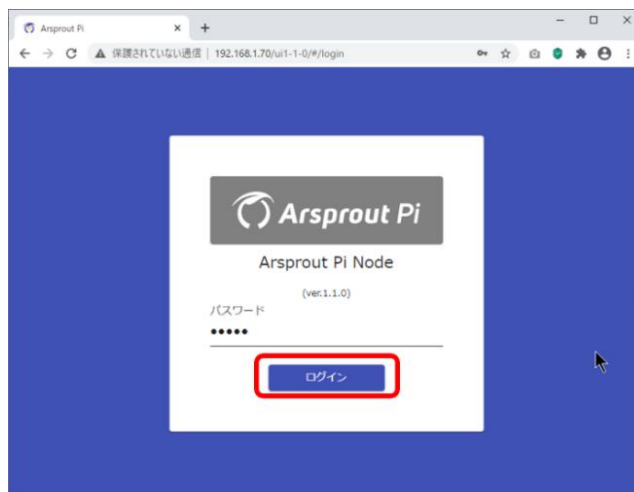 Arsprout Pi
保護されていない通信 | 192.168.1.70/ui1-1-0/#/login
Arsprout Pi
Arsprout Pi Node
(ver.1.1.0)
パスワード
•••••
ログイン